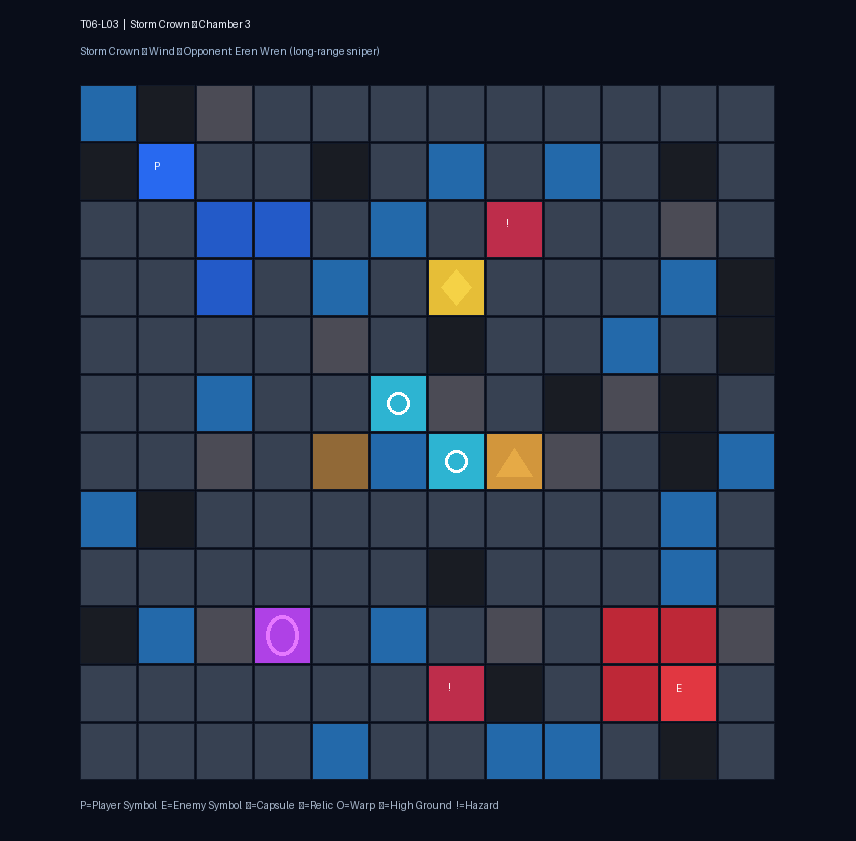 T06-L03 | Storm Crown □ Chamber 3
Storm Crown □ Wind □ Opponent: Eren Wren (long-range sniper)
P
!
!
E
P=Player Symbol E=Enemy Symbol □=Capsule □=Relic O=Warp □=High Ground !=Hazard